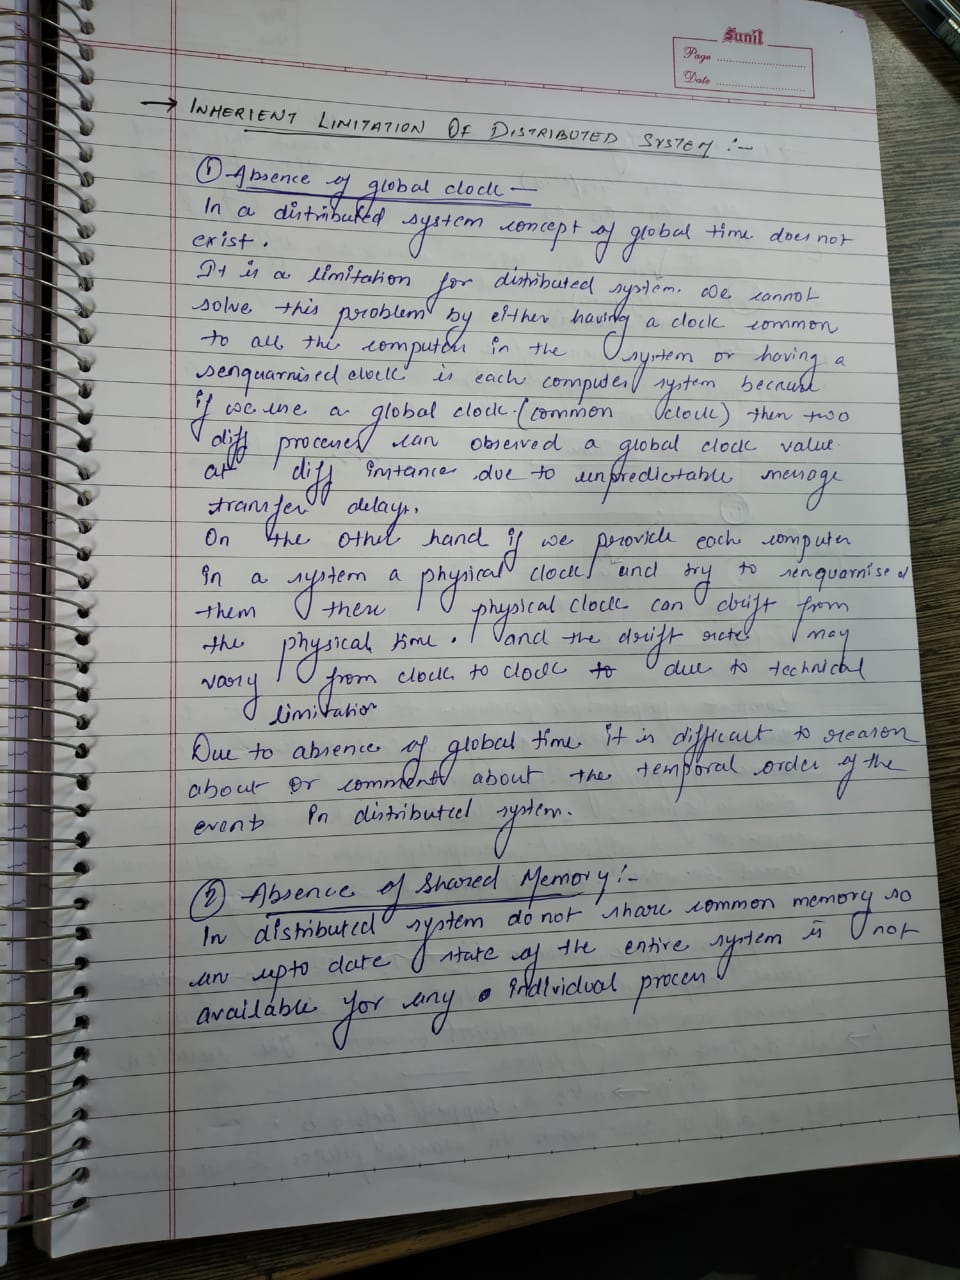 Sunil
Page
Date
→ INHERIENT LIMITATION OF DISTRIBUTED SYSTEM :-
① Absence of global clock —
In a distributed system concept of global time does not
exist.
It is a limitation for distributed system. We cannot
solve this problem by either having a clock common
to all the computer in the system or having a
senquarnised clock is each computer system because
if we use a global clock (common clock) then two
diff processes can observed a global clock value
at diff instance due to unpredictable message
transfer delays.
On the other hand if we provide each computer
in a system a physical clock and try to senquarnised
them these physical clock can drift from
the physical time. and the drift rate may
vary from clock to clock to due to technical
limitation
Due to absence of global time it is difficult to reason
about or comments about the temporal order of the
events in distributed system.
② Absence of Shared Memory :-
In distributed system do not share common memory so
an upto date state of the entire system is not
available for any individual process